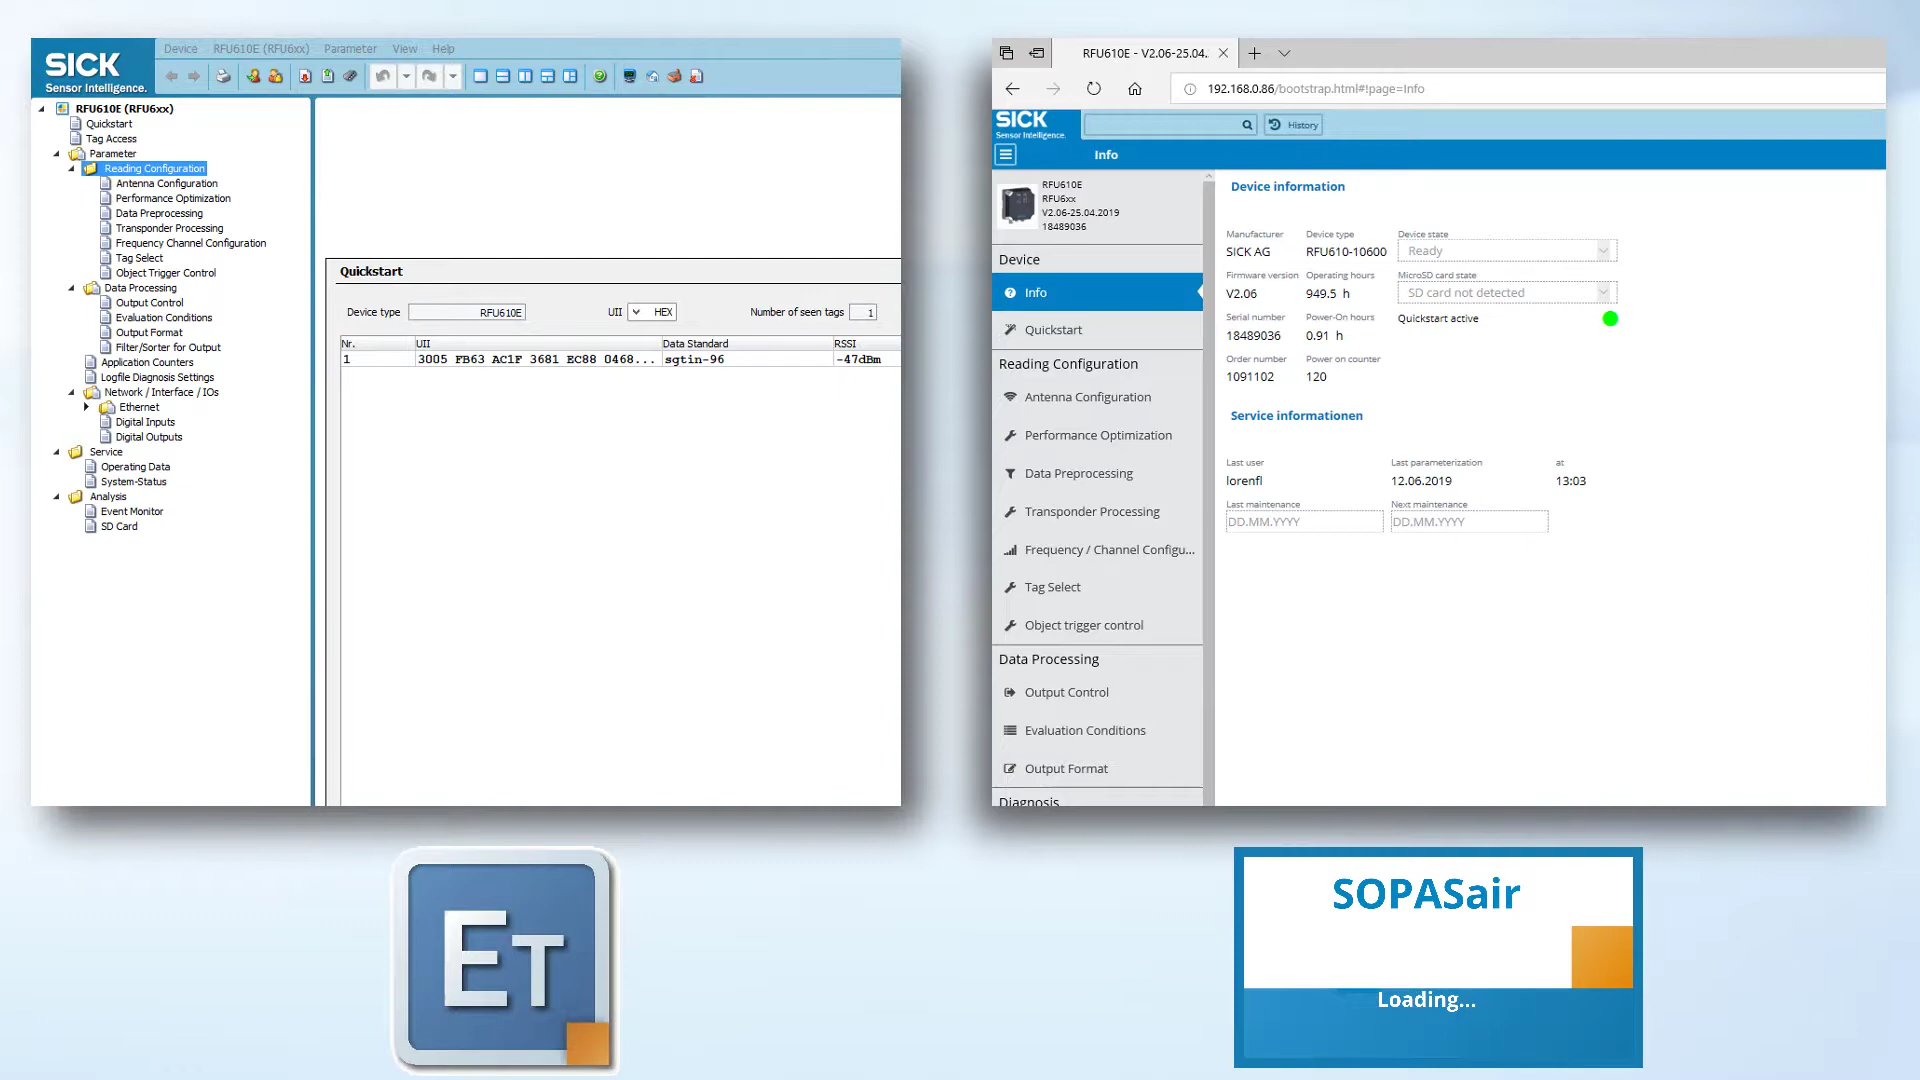 SICK
Sensor Intelligence.
Device RFU610E (RFU6xx) Parameter View Help
RFU610E (RFU6xx)
Quickstart
Tag Access
Parameter
Reading Configuration
Antenna Configuration
Performance Optimization
Data Preprocessing
Transponder Processing
Frequency Channel Configuration
Tag Select
Object Trigger Control
Data Processing
Output Control
Evaluation Conditions
Output Format
Filter/Sorter for Output
Application Counters
Logfile Diagnosis Settings
Network / Interface / IOs
Ethernet
Digital Inputs
Digital Outputs
Service
Operating Data
System-Status
Analysis
Event Monitor
SD Card
Quickstart
Device type RFU610E UII HEX Number of seen tags 1
Nr. UII Data Standard RSSI
1 3005 FB63 AC1F 3681 EC88 0468... sgtin-96 -47dBm
ET
RFU610E - V2.06-25.04.
192.168.0.86/bootstrap.html#!page=Info
SICK
Sensor Intelligence.
History
Info
RFU610E
RFU6xx
V2.06-25.04.2019
18489036
Device
Info
Quickstart
Reading Configuration
Antenna Configuration
Performance Optimization
Data Preprocessing
Transponder Processing
Frequency / Channel Configu...
Tag Select
Object trigger control
Data Processing
Output Control
Evaluation Conditions
Output Format
Diagnosis
Device information
Manufacturer Device type Device state
SICK AG RFU610-10600 Ready
Firmware version Operating hours MicroSD card state
V2.06 949.5 h SD card not detected
Serial number Power-On hours Quickstart active
18489036 0.91 h
Order number Power on counter
1091102 120
Service informationen
Last user Last parameterization at
lorenfl 12.06.2019 13:03
Last maintenance Next maintenance
DD.MM.YYYY DD.MM.YYYY
SOPASair
Loading...